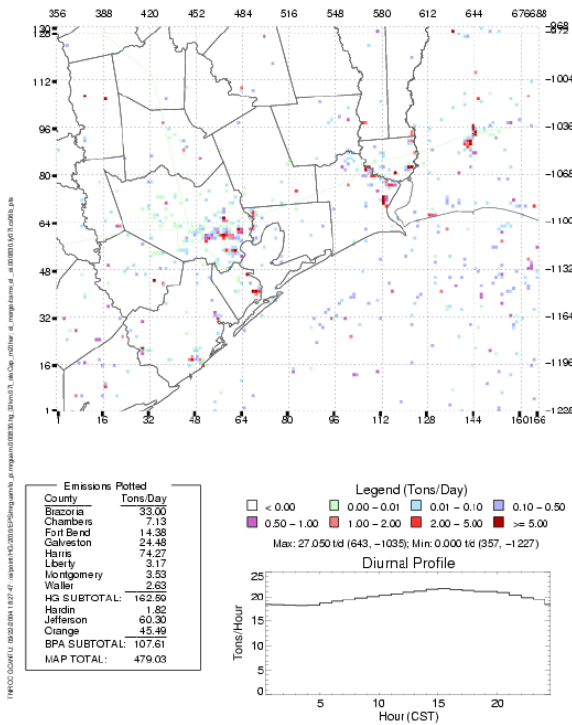 356 388 420 452 484 516 548 580 612 644 676688
130 -968
128 -972
112 -1004
96 -1036
80 -1068
64 -1100
48 -1132
32 -1164
16 -1196
1 -1228
1 16 32 48 64 80 96 112 128 144 160166
Emissions Plotted
County Tons/Day
Brazoria 33.00
Chambers 7.13
Fort Bend 14.38
Galveston 24.48
Harris 74.27
Liberty 3.17
Montgomery 3.53
Waller 2.63
HG SUBTOTAL: 162.59
Hardin 1.82
Jefferson 60.30
Orange 45.49
BPA SUBTOTAL: 107.61
MAP TOTAL: 479.03
Legend (Tons/Day)
< 0.00 0.00 - 0.01 0.01 - 0.10 0.10 - 0.50
0.50 - 1.00 1.00 - 2.00 2.00 - 5.00 >= 5.00
Max: 27.050 t/d (643, -1035); Min: 0.000 t/d (357, -1227)
Diurnal Profile
25
20
15
10
5
0
Tons/Hour
5 10 15 20
Hour (CST)